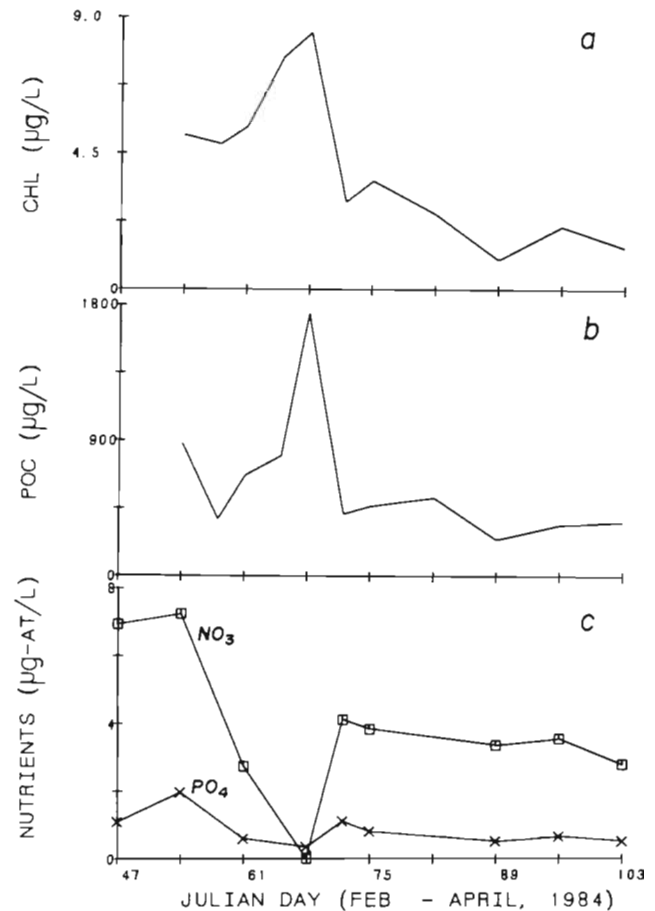 9.0
a
CHL (µg/L)
4.5
0
1800
b
POC (µg/L)
900
0
8
c
NO3
NUTRIENTS (µg-AT/L)
4
PO4
0
47 61 75 89 103
JULIAN DAY (FEB - APRIL, 1984)